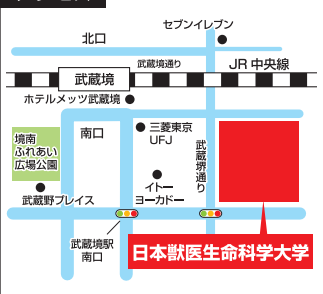 セブンイレブン
北口
武蔵境通り
JR 中央線
武蔵境
ホテルメッツ武蔵境
境南
ふれあい
広場公園
南口
三菱東京
UFJ
武蔵堺通り
イトー
ヨーカドー
武蔵野プレイス
武蔵境駅
南口
日本獣医生命科学大学